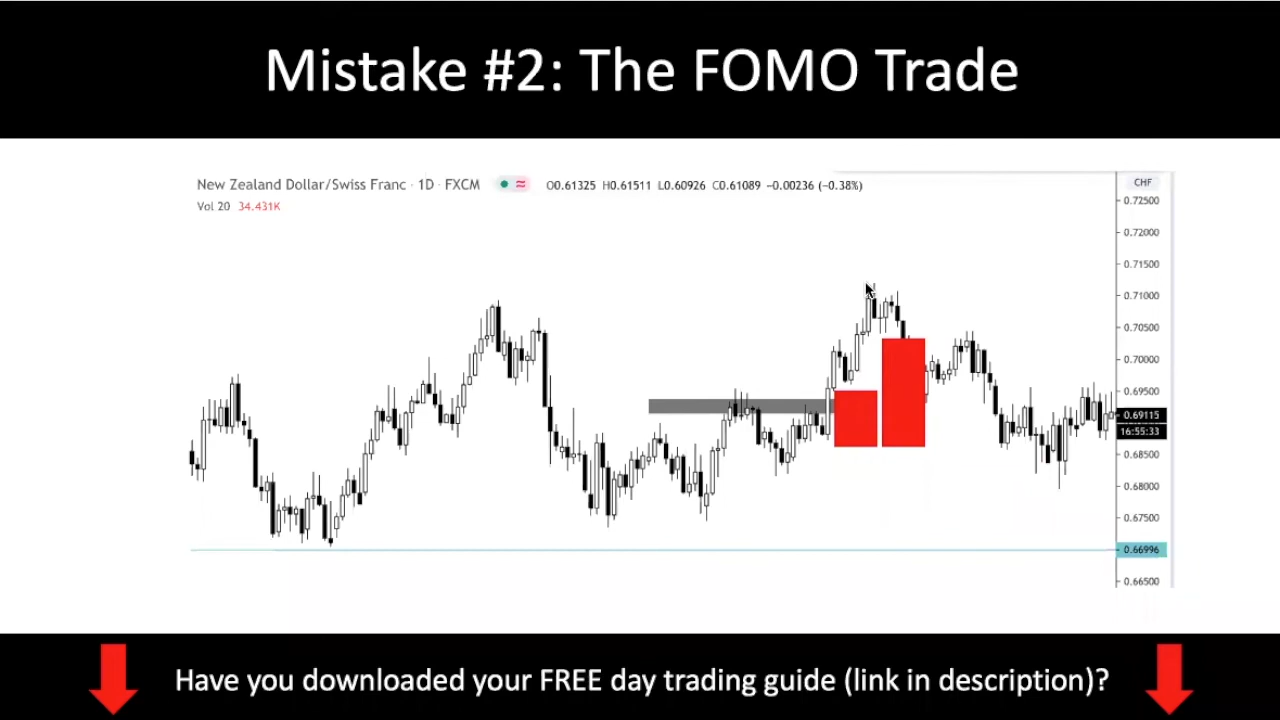 Mistake #2: The FOMO Trade
New Zealand Dollar/Swiss Franc · 1D · FXCM O0.61325 H0.61511 L0.60926 C0.61089 −0.00236 (−0.38%)
Vol 20 34.431K
CHF
0.72500
0.72000
0.71500
0.71000
0.70500
0.70000
0.69500
0.69115
16:55:33
0.68500
0.68000
0.67500
0.66996
0.66500
Have you downloaded your FREE day trading guide (link in description)?